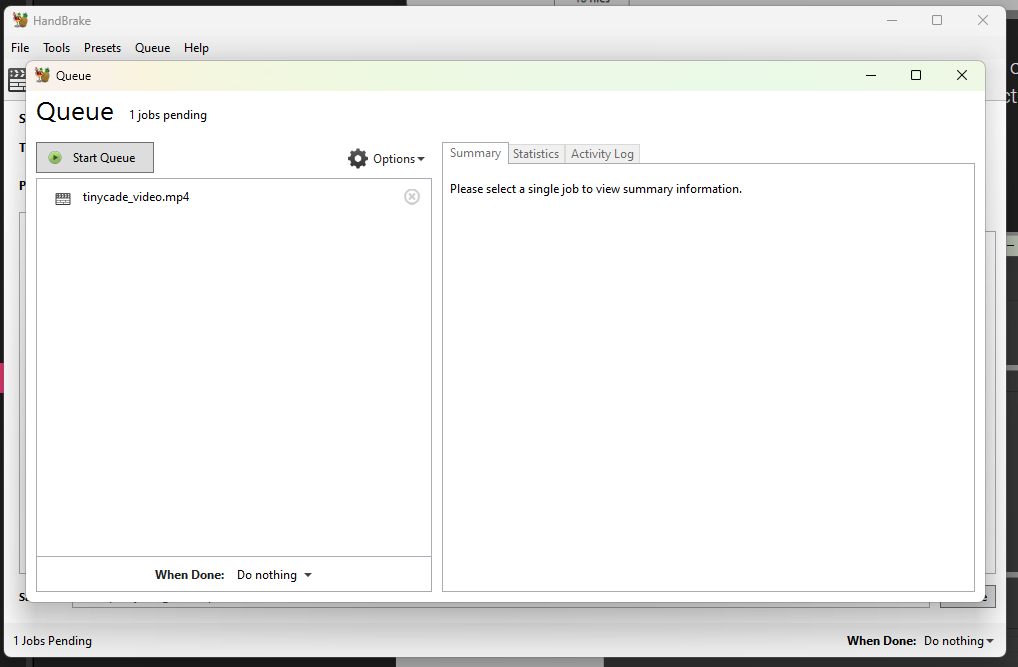 HandBrake
File Tools Presets Queue Help
Queue
Queue 1 jobs pending
Start Queue
Options
Summary Statistics Activity Log
tinycade_video.mp4
Please select a single job to view summary information.
When Done: Do nothing
1 Jobs Pending
When Done: Do nothing